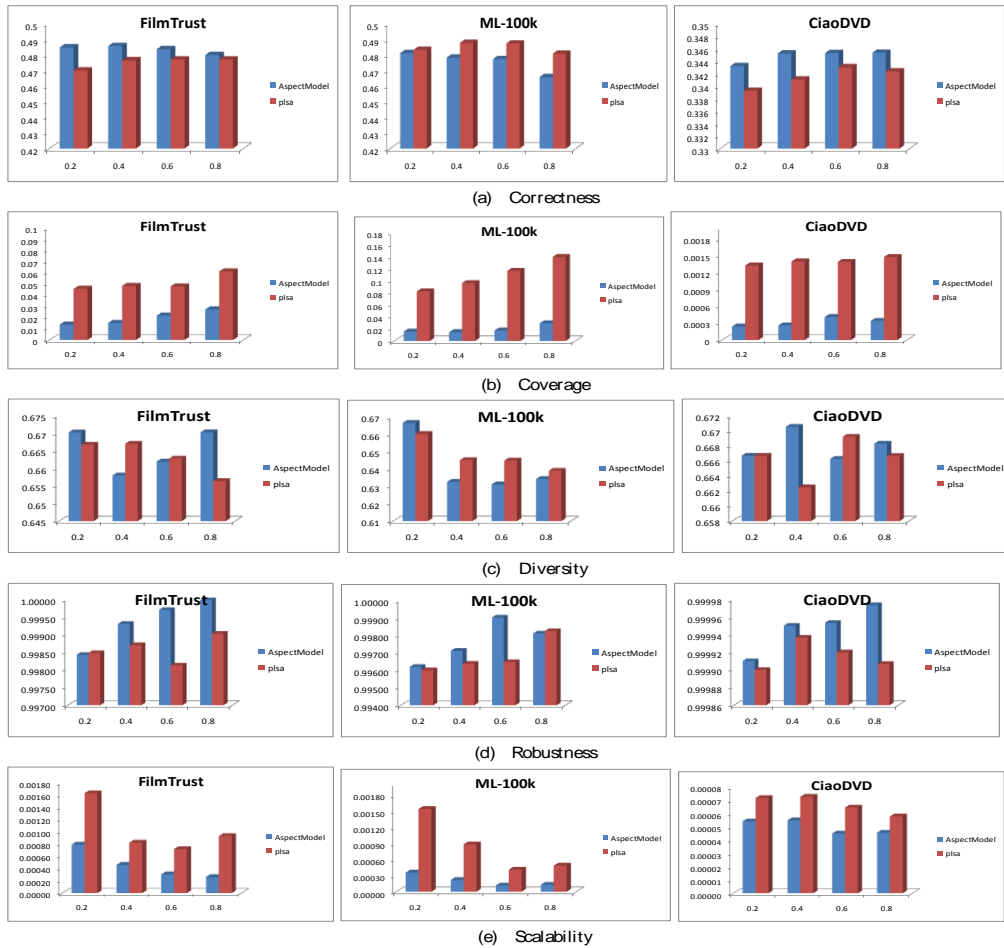 FilmTrust
0.5
0.49
0.48
0.47
0.46
0.45
0.44
0.43
0.42
0.2 0.4 0.6 0.8
AspectModel
plsa
ML-100k
0.5
0.49
0.48
0.47
0.46
0.45
0.44
0.43
0.42
0.2 0.4 0.6 0.8
AspectModel
plsa
CiaoDVD
0.35
0.348
0.346
0.344
0.342
0.34
0.338
0.336
0.334
0.332
0.33
0.2 0.4 0.6 0.8
AspectModel
plsa
(a) Correctness
FilmTrust
0.1
0.09
0.08
0.07
0.06
0.05
0.04
0.03
0.02
0.01
0
0.2 0.4 0.6 0.8
AspectModel
plsa
ML-100k
0.18
0.16
0.14
0.12
0.1
0.08
0.06
0.04
0.02
0
0.2 0.4 0.6 0.8
AspectModel
plsa
CiaoDVD
0.0018
0.0015
0.0012
0.0009
0.0006
0.0003
0
0.2 0.4 0.6 0.8
AspectModel
plsa
(b) Coverage
FilmTrust
0.675
0.67
0.665
0.66
0.655
0.65
0.645
0.2 0.4 0.6 0.8
AspectModel
plsa
ML-100k
0.67
0.66
0.65
0.64
0.63
0.62
0.61
0.2 0.4 0.6 0.8
AspectModel
plsa
CiaoDVD
0.672
0.67
0.668
0.666
0.664
0.662
0.66
0.658
0.2 0.4 0.6 0.8
AspectModel
plsa
(c) Diversity
FilmTrust
1.00000
0.99950
0.99900
0.99850
0.99800
0.99750
0.99700
0.2 0.4 0.6 0.8
AspectModel
plsa
ML-100k
1.00000
0.99900
0.99800
0.99700
0.99600
0.99500
0.99400
0.2 0.4 0.6 0.8
AspectModel
plsa
CiaoDVD
0.99998
0.99996
0.99994
0.99992
0.99990
0.99988
0.99986
0.2 0.4 0.6 0.8
AspectModel
plsa
(d) Robustness
FilmTrust
0.00180
0.00160
0.00140
0.00120
0.00100
0.00080
0.00060
0.00040
0.00020
0.00000
0.2 0.4 0.6 0.8
AspectModel
plsa
ML-100k
0.00180
0.00150
0.00120
0.00090
0.00060
0.00030
0.00000
0.2 0.4 0.6 0.8
AspectModel
plsa
CiaoDVD
0.00008
0.00007
0.00006
0.00005
0.00004
0.00003
0.00002
0.00001
0.00000
0.2 0.4 0.6 0.8
AspectModel
plsa
(e) Scalability